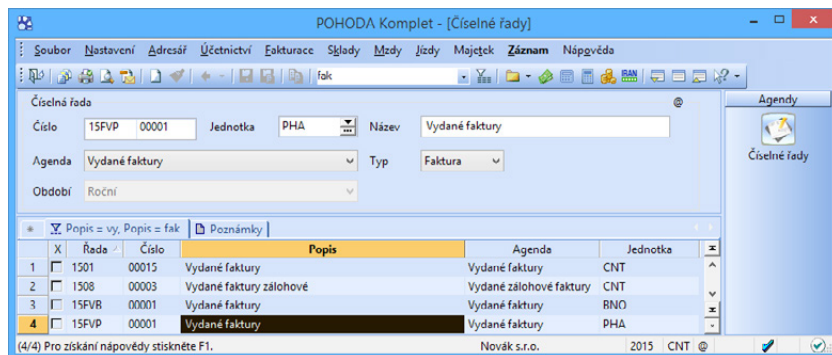 POHODA Komplet - [Číselné řady]
Soubor Nastavení Adresář Účetnictví Fakturace Sklady Mzdy Jízdy Majetek Záznam Nápověda
fak IBAN
Číselná řada @
Číslo 15FVP 00001 Jednotka PHA Název Vydané faktury
Agenda Vydané faktury Typ Faktura
Období Roční
Agendy
Číselné řady
Popis = vy, Popis = fak Poznámky
X Řada Číslo Popis Agenda Jednotka
1 1501 00015 Vydané faktury Vydané faktury CNT
2 1508 00003 Vydané faktury zálohové Vydané zálohové faktury CNT
3 15FVB 00001 Vydané faktury Vydané faktury BNO
4 15FVP 00001 Vydané faktury Vydané faktury PHA
(4/4) Pro získání nápovědy stiskněte F1. Novák s.r.o. 2015 CNT @